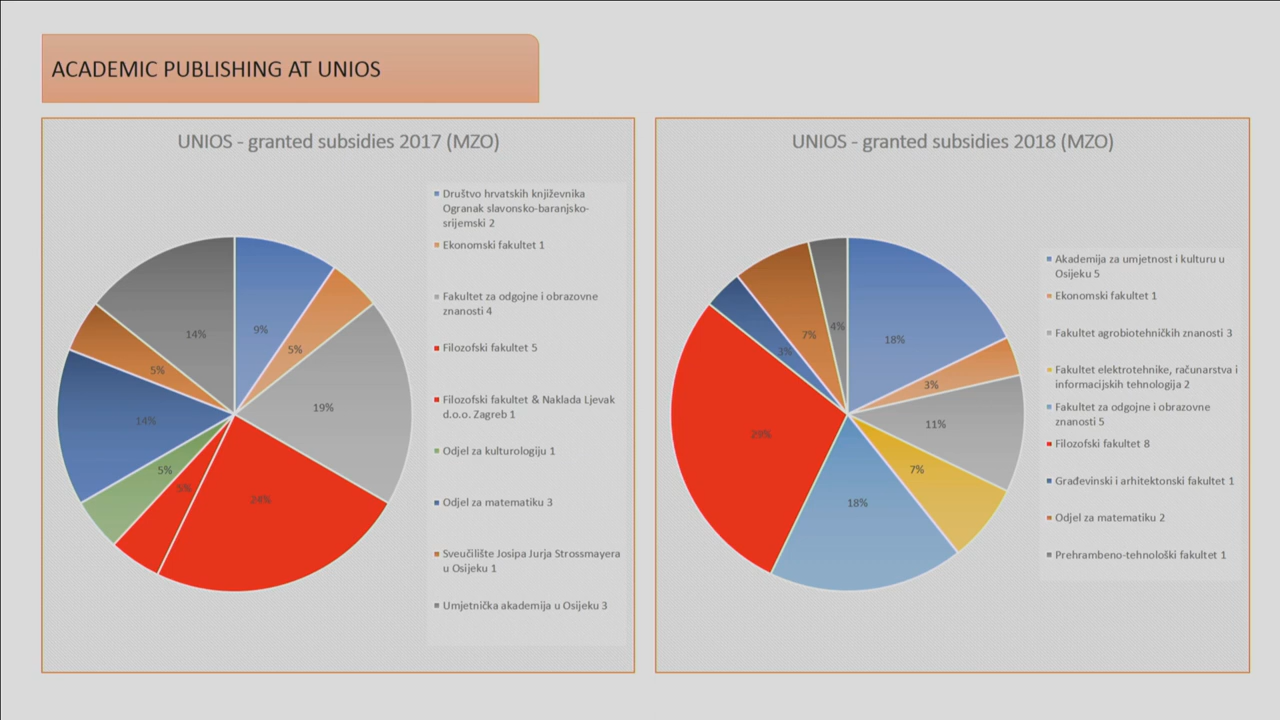 ACADEMIC PUBLISHING AT UNIOS
UNIOS - granted subsidies 2017 (MZO)
9%
5%
19%
24%
5%
5%
14%
5%
14%
Društvo hrvatskih književnika
Ogranak slavonsko-baranjsko-
srijemski 2
Ekonomski fakultet 1
Fakultet za odgojne i obrazovne
znanosti 4
Filozofski fakultet 5
Filozofski fakultet & Naklada Ljevak
d.o.o. Zagreb 1
Odjel za kulturologiju 1
Odjel za matematiku 3
Sveučilište Josipa Jurja Strossmayera
u Osijeku 1
Umjetnička akademija u Osijeku 3
UNIOS - granted subsidies 2018 (MZO)
18%
3%
11%
7%
18%
29%
3%
7%
4%
Akademija za umjetnost i kulturu u
Osijeku 5
Ekonomski fakultet 1
Fakultet agrobiotehničkih znanosti 3
Fakultet elektrotehnike, računarstva i
informacijskih tehnologija 2
Fakultet za odgojne i obrazovne
znanosti 5
Filozofski fakultet 8
Građevinski i arhitektonski fakultet 1
Odjel za matematiku 2
Prehrambeno-tehnološki fakultet 1